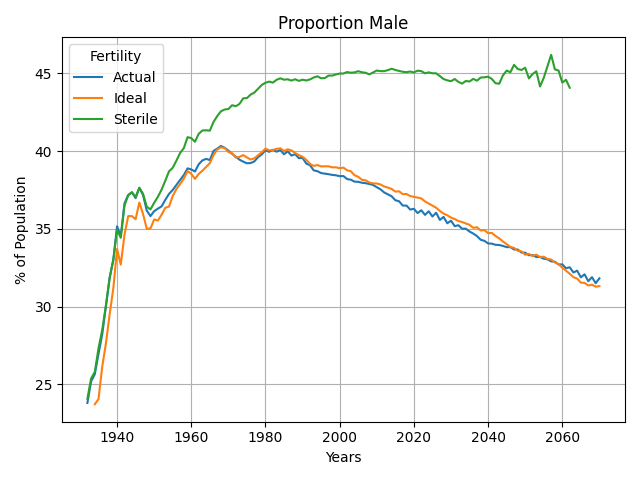 Proportion Male
Fertility
Actual
Ideal
Sterile
% of Population
45
40
35
30
25
1940 1960 1980 2000 2020 2040 2060
Years